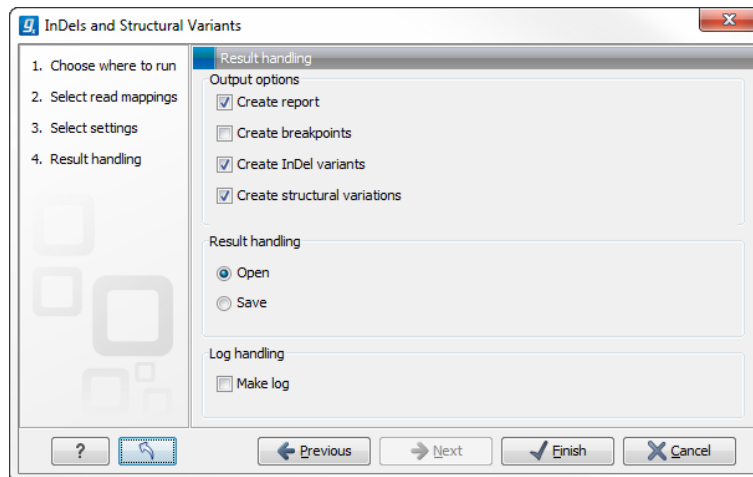 InDels and Structural Variants
1. Choose where to run
2. Select read mappings
3. Select settings
4. Result handling
Result handling
Output options
Create report
Create breakpoints
Create InDel variants
Create structural variations
Result handling
Open
Save
Log handling
Make log
?
Previous
Next
Finish
Cancel